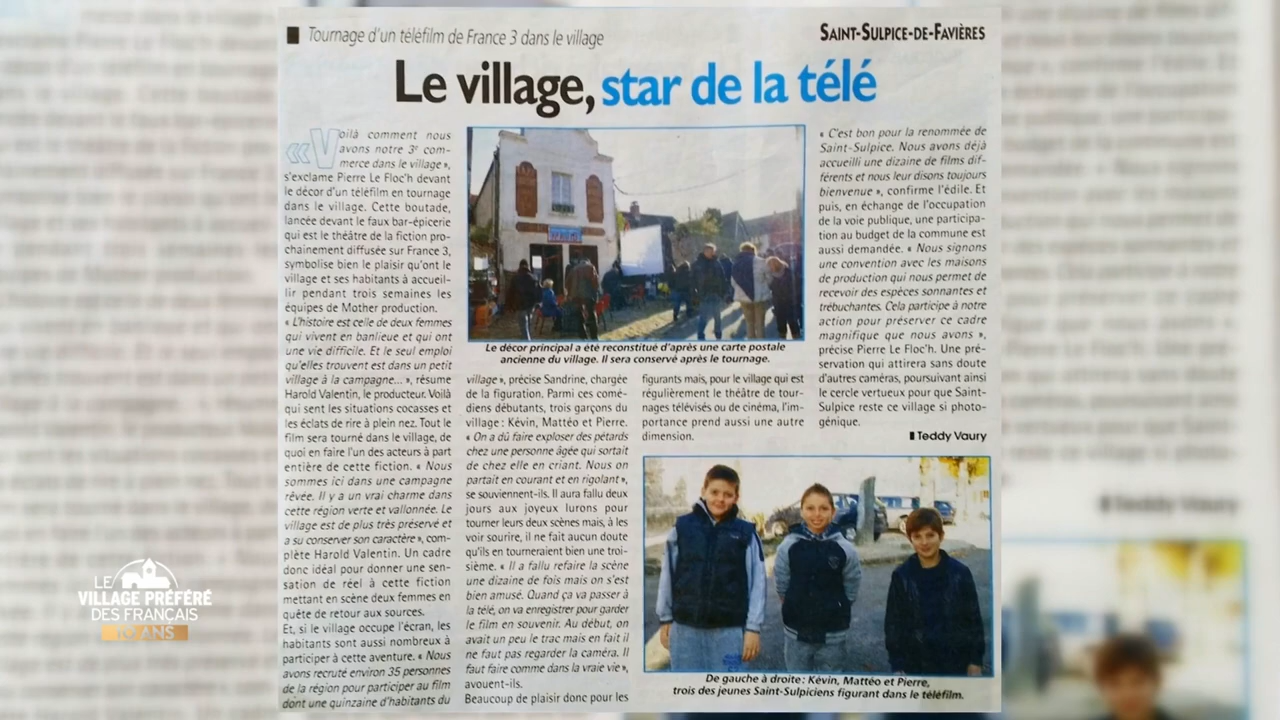 Tournage d'un téléfilm de France 3 dans le village
SAINT-SULPICE-DE-FAVIÈRES
Le village, star de la télé
« Voilà comment nous
avons notre 3e com-
merce dans le village »,
s'exclame Pierre Le Floc'h devant
le décor d'un téléfilm en tournage
dans le village. Cette boutade,
lancée devant le faux bar-épicerie
qui est le théâtre de la fiction pro-
chainement diffusée sur France 3,
symbolise bien le plaisir qu'ont le
village et ses habitants à accueil-
lir pendant trois semaines les
équipes de Mother production.
« L'histoire est celle de deux femmes
qui vivent en banlieue et qui ont
une vie difficile. Et le seul emploi
qu'elles trouvent est dans un petit
village à la campagne... », résume
Harold Valentin, le producteur. Voilà
qui sent les situations cocasses et
les éclats de rire à plein nez. Tout le
film sera tourné dans le village, de
quoi en faire l'un des acteurs à part
entière de cette fiction. « Nous
sommes ici dans une campagne
rêvée. Il y a un vrai charme dans
cette région verte et vallonnée. Le
village est de plus très préservé et
a su conserver son caractère », com-
plète Harold Valentin. Un cadre
donc idéal pour donner une sen-
sation de réel à cette fiction
mettant en scène deux femmes en
quête de retour aux sources.
Et, si le village occupe l'écran, les
habitants sont aussi nombreux à
participer à cette aventure. « Nous
avons recruté environ 35 personnes
de la région pour participer au film
dont une quinzaine d'habitants du
Le décor principal a été reconstitué d'après une carte postale
ancienne du village. Il sera conservé après le tournage.
village », précise Sandrine, chargée
de la figuration. Parmi ces comé-
diens débutants, trois garçons du
village : Kévin, Mattéo et Pierre.
« On a dû faire exploser des pétards
chez une personne âgée qui sortait
de chez elle en criant. Nous on
partait en courant et en rigolant »,
se souviennent-ils. Il aura fallu deux
jours aux joyeux lurons pour
tourner leurs deux scènes mais, à les
voir sourire, il ne fait aucun doute
qu'ils en tourneraient bien une troi-
sième. « Il a fallu refaire la scène
une dizaine de fois mais on s'est
bien amusé. Quand ça va passer à
la télé, on va enregistrer pour garder
le film en souvenir. Au début, on
avait un peu le trac mais en fait il
ne faut pas regarder la caméra. Il
faut faire comme dans la vraie vie »,
avouent-ils.
Beaucoup de plaisir donc pour les
figurants mais, pour le village qui est
régulièrement le théâtre de tour-
nages télévisés ou de cinéma, l'im-
portance prend aussi une autre
dimension.
« C'est bon pour la renommée de
Saint-Sulpice. Nous avons déjà
accueilli une dizaine de films dif-
férents et nous leur disons toujours
bienvenue », confirme l'édile. Et
puis, en échange de l'occupation
de la voie publique, une participa-
tion au budget de la commune est
aussi demandée. « Nous signons
une convention avec les maisons
de production qui nous permet de
recevoir des espèces sonnantes et
trébuchantes. Cela participe à notre
action pour préserver ce cadre
magnifique que nous avons »,
précise Pierre Le Floc'h. Une pré-
servation qui attirera sans doute
d'autres caméras, poursuivant ainsi
le cercle vertueux pour que Saint-
Sulpice reste ce village si photo-
génique.
Teddy Vaury
De gauche à droite : Kévin, Mattéo et Pierre,
trois des jeunes Saint-Sulpiciens figurant dans le téléfilm.
LE
VILLAGE PRÉFÉRÉ
DES FRANÇAIS
10 ANS
Teddy Vaury